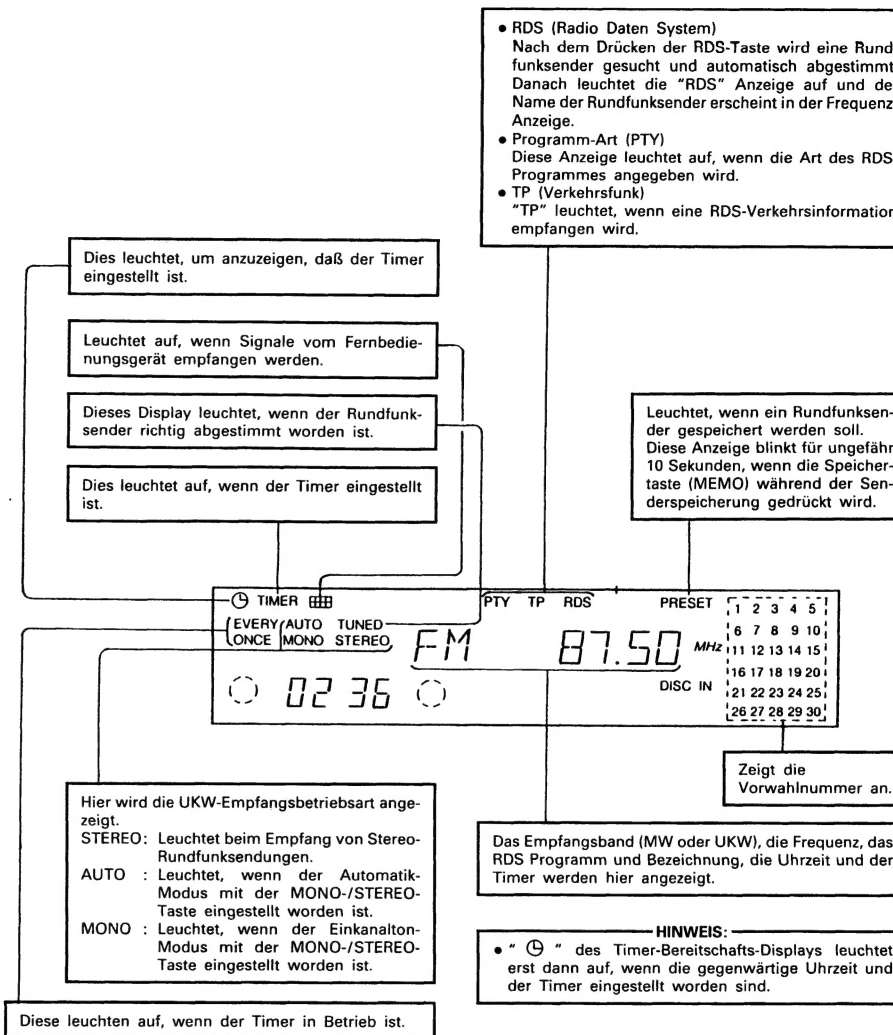 • RDS (Radio Daten System)
Nach dem Drücken der RDS-Taste wird eine Rund
funksender gesucht und automatisch abgestimmt
Danach leuchtet die "RDS" Anzeige auf und de
Name der Rundfunksender erscheint in der Frequenz
Anzeige.
• Programm-Art (PTY)
Diese Anzeige leuchtet auf, wenn die Art des RDS
Programmes angegeben wird.
• TP (Verkehrsfunk)
"TP" leuchtet, wenn eine RDS-Verkehrsinformation
empfangen wird.
Dies leuchtet, um anzuzeigen, daß der Timer
eingestellt ist.
Leuchtet auf, wenn Signale vom Fernbedie-
nungsgerät empfangen werden.
Dieses Display leuchtet, wenn der Rundfunk-
sender richtig abgestimmt worden ist.
Dies leuchtet auf, wenn der Timer eingestellt
ist.
Leuchtet, wenn ein Rundfunksen-
der gespeichert werden soll.
Diese Anzeige blinkt für ungefähr
10 Sekunden, wenn die Speicher-
taste (MEMO) während der Sen-
derspeicherung gedrückt wird.
TIMER PTY TP RDS PRESET
EVERY AUTO TUNED
ONCE MONO STEREO
FM 87.50 MHz
DISC IN
02 36
1 2 3 4 5
6 7 8 9 10
11 12 13 14 15
16 17 18 19 20
21 22 23 24 25
26 27 28 29 30
Zeigt die
Vorwahlnummer an.
Hier wird die UKW-Empfangsbetriebsart ange-
zeigt.
STEREO: Leuchtet beim Empfang von Stereo-
Rundfunksendungen.
AUTO : Leuchtet, wenn der Automatik-
Modus mit der MONO-/STEREO-
Taste eingestellt worden ist.
MONO : Leuchtet, wenn der Einkanalton-
Modus mit der MONO-/STEREO-
Taste eingestellt worden ist.
Das Empfangsband (MW oder UKW), die Frequenz, das
RDS Programm und Bezeichnung, die Uhrzeit und der
Timer werden hier angezeigt.
HINWEIS:
• " " des Timer-Bereitschafts-Displays leuchtet
erst dann auf, wenn die gegenwärtige Uhrzeit und
der Timer eingestellt worden sind.
Diese leuchten auf, wenn der Timer in Betrieb ist.